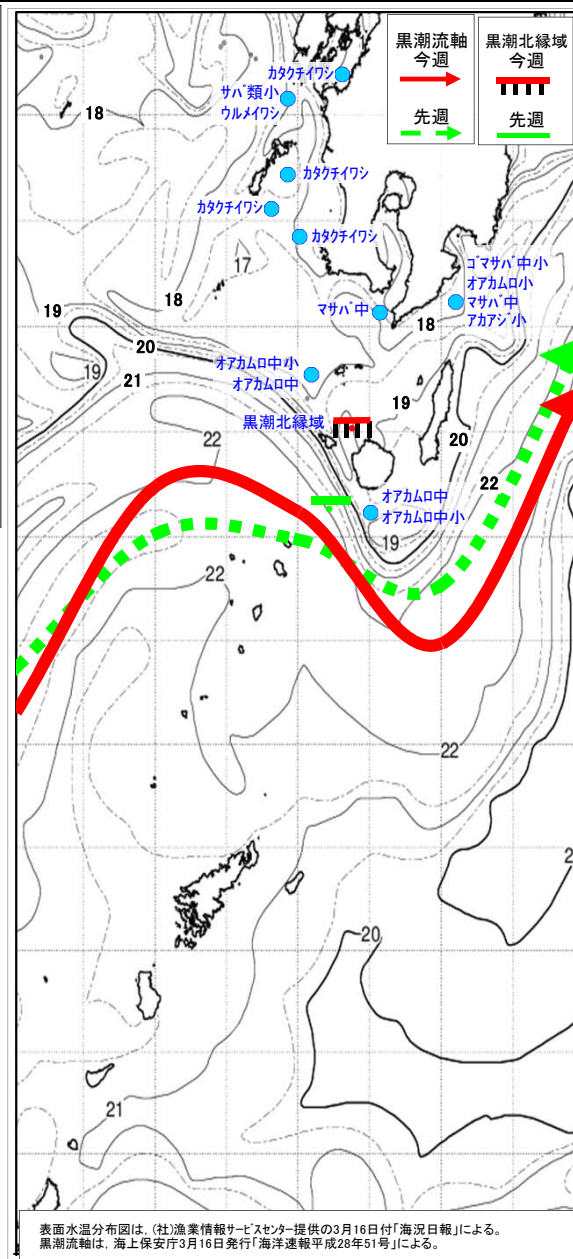 黒潮流軸
今週
先週
黒潮北縁域
今週
先週
カタクチイワシ
サバ類小
ウルメイワシ
18
カタクチイワシ
カタクチイワシ
カタクチイワシ
17
ゴマサバ中小
オアカムロ小
マサバ中
アカアジ小
18
マサバ中
18
19
20
19
21
オアカムロ中小
オアカムロ中
19
黒潮北縁域
20
22
22
オアカムロ中
オアカムロ中小
19
22
22
20
21
表面水温分布図は、(社)漁業情報サービスセンター提供の3月16日付「海況日報」による。
黒潮流軸は、海上保安庁3月16日発行「海洋速報平成28年51号」による。